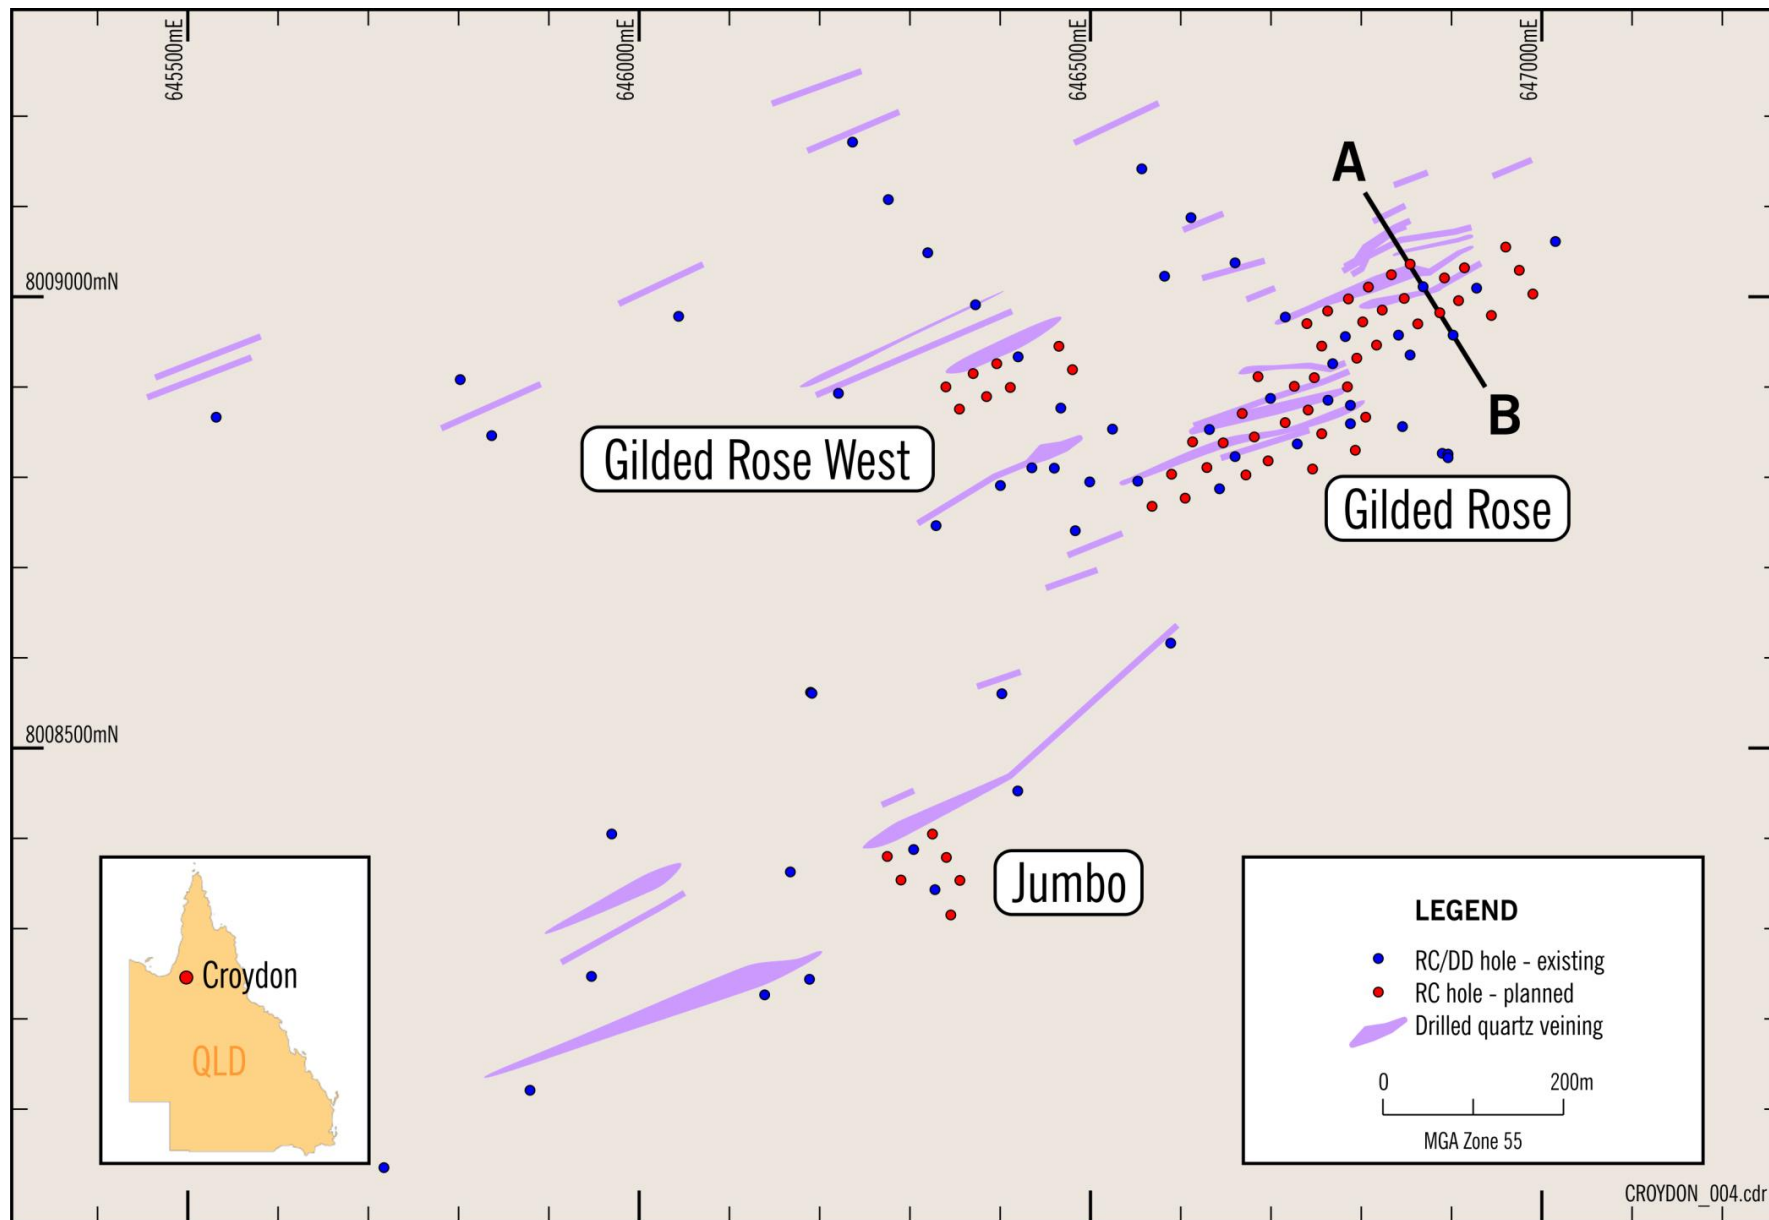 645500mE
646000mE
646500mE
647000mE
A
8009000mN
B
Gilded Rose West
Gilded Rose
8008500mN
Jumbo
Croydon
QLD
LEGEND
RC/DD hole - existing
RC hole - planned
Drilled quartz veining
0 200m
MGA Zone 55
CROYDON_004.cdr